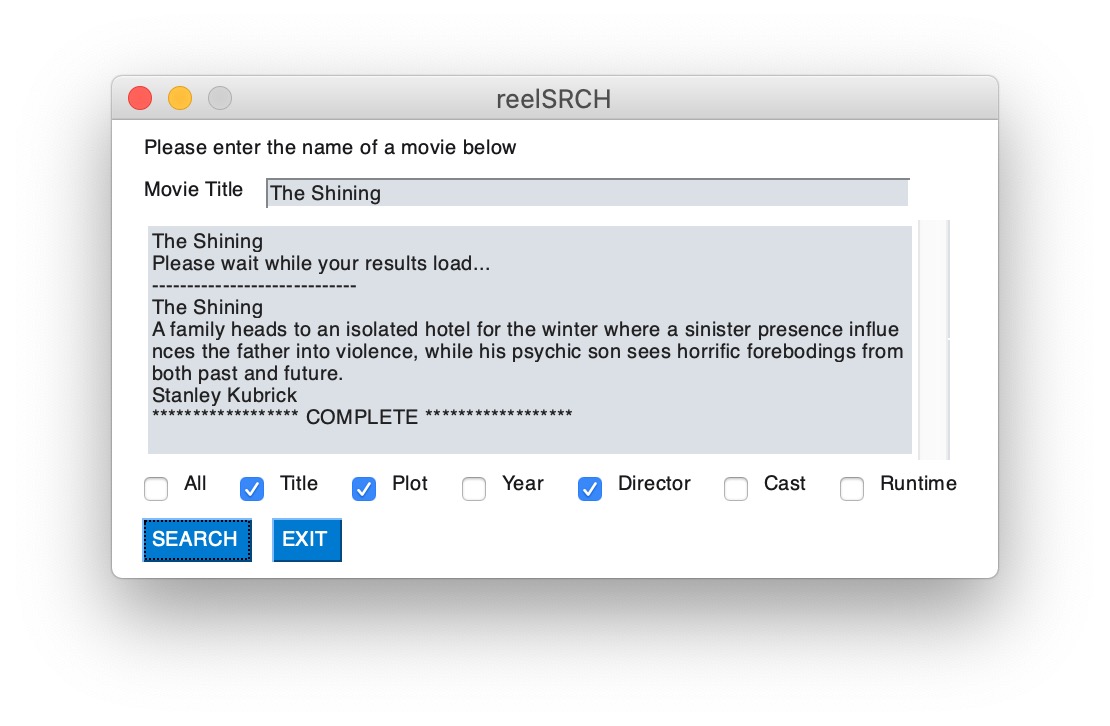 reelSRCH
Please enter the name of a movie below
Movie Title The Shining
The Shining
Please wait while your results load...
-----------------------------
The Shining
A family heads to an isolated hotel for the winter where a sinister presence influe
nces the father into violence, while his psychic son sees horrific forebodings from
both past and future.
Stanley Kubrick
****************** COMPLETE ******************
All Title Plot Year Director Cast Runtime
SEARCH EXIT